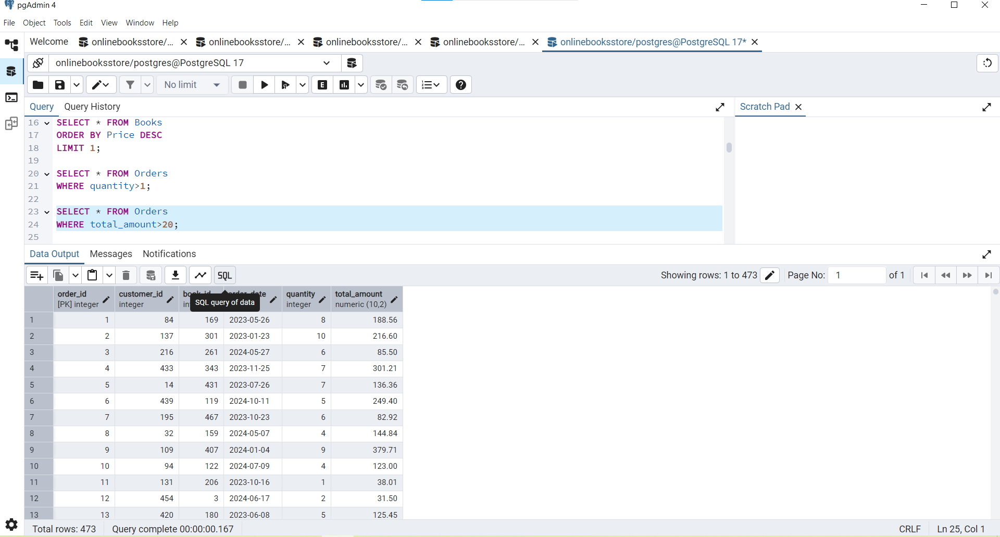 pgAdmin 4
File Object Tools Edit View Window Help
Welcome onlinebooksstore/... onlinebooksstore/... onlinebooksstore/... onlinebooksstore/... onlinebooksstore/postgres@PostgreSQL 17*
onlinebooksstore/postgres@PostgreSQL 17
No limit E
Query Query History Scratch Pad
16 SELECT * FROM Books
17 ORDER BY Price DESC
18 LIMIT 1;
19
20 SELECT * FROM Orders
21 WHERE quantity>1;
22
23 SELECT * FROM Orders
24 WHERE total_amount>20;
25
Data Output Messages Notifications
SQL Showing rows: 1 to 473 Page No: 1 of 1
order_id customer_id order_date quantity total_amount
[PK] integer integer integer numeric (10,2)
SQL query of data
1 1 84 169 2023-05-26 8 188.56
2 2 137 301 2023-01-23 10 216.60
3 3 216 261 2024-05-27 6 85.50
4 4 433 343 2023-11-25 7 301.21
5 5 14 431 2023-07-26 7 136.36
6 6 439 119 2024-10-11 5 249.40
7 7 195 467 2023-10-23 6 82.92
8 8 32 159 2024-05-07 4 144.84
9 9 109 407 2024-01-04 9 379.71
10 10 94 122 2024-07-09 4 123.00
11 11 131 206 2023-10-16 1 38.01
12 12 454 3 2024-06-17 2 31.50
13 13 420 180 2023-06-08 5 125.45
Total rows: 473 Query complete 00:00:00.167 CRLF Ln 25, Col 1